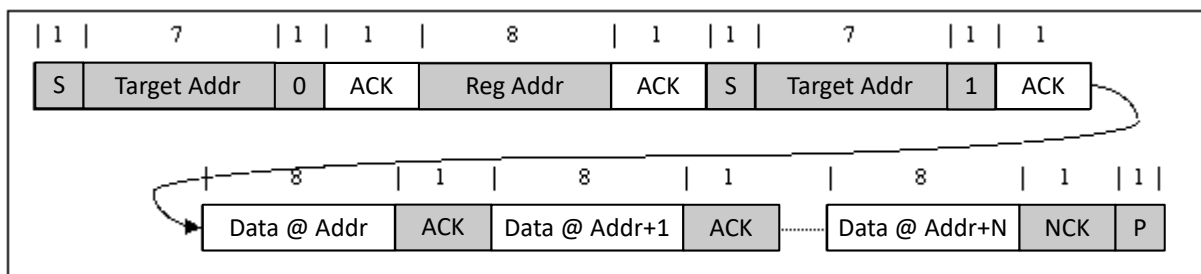 | 1 | 7 | 1 | 1 | 8 | 1 | 1 | 7 | 1 | 1
S Target Addr 0 ACK Reg Addr ACK S Target Addr 1 ACK
| 8 | 1 | 8 | 1 | 8 | 1 | 1 |
Data @ Addr ACK Data @ Addr+1 ACK Data @ Addr+N NCK P